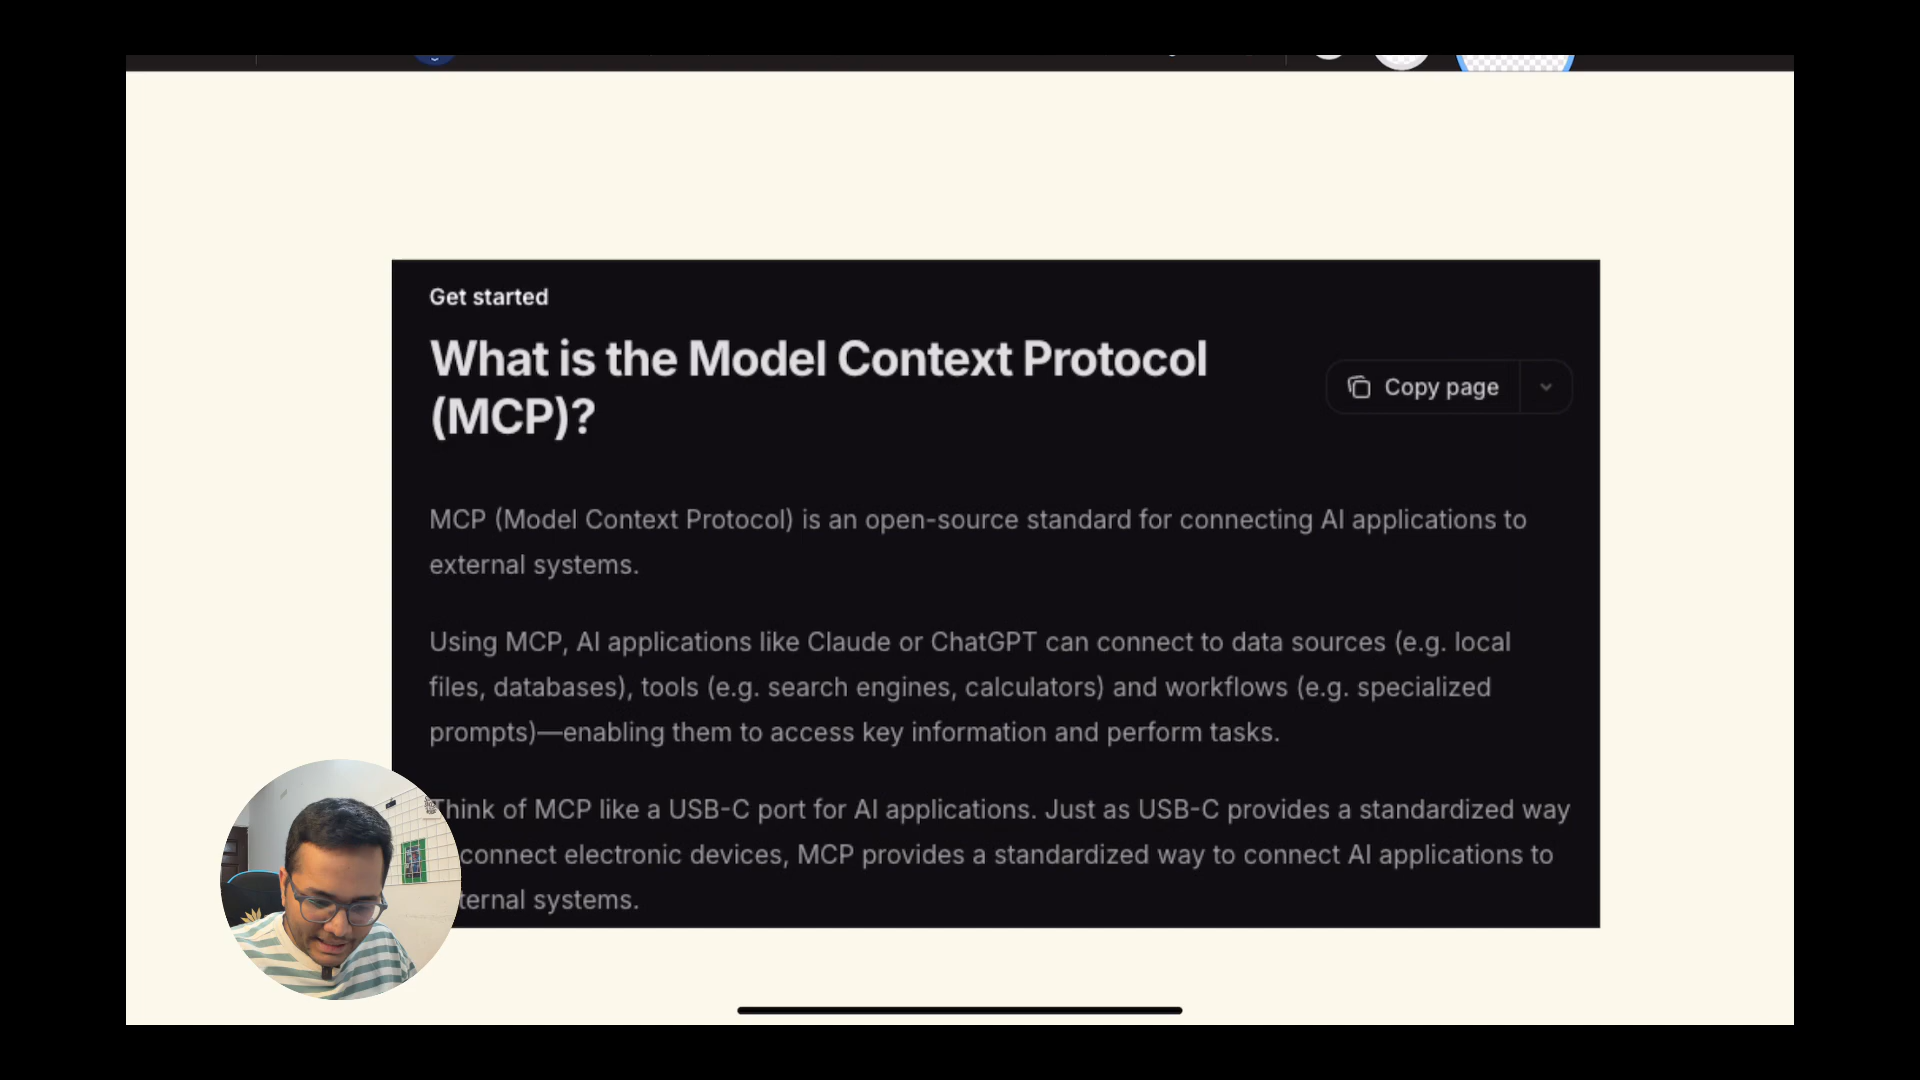 Get started
What is the Model Context Protocol
(MCP)?
Copy page
MCP (Model Context Protocol) is an open-source standard for connecting AI applications to
external systems.
Using MCP, AI applications like Claude or ChatGPT can connect to data sources (e.g. local
files, databases), tools (e.g. search engines, calculators) and workflows (e.g. specialized
prompts)—enabling them to access key information and perform tasks.
Think of MCP like a USB-C port for AI applications. Just as USB-C provides a standardized way
connect electronic devices, MCP provides a standardized way to connect AI applications to
ternal systems.